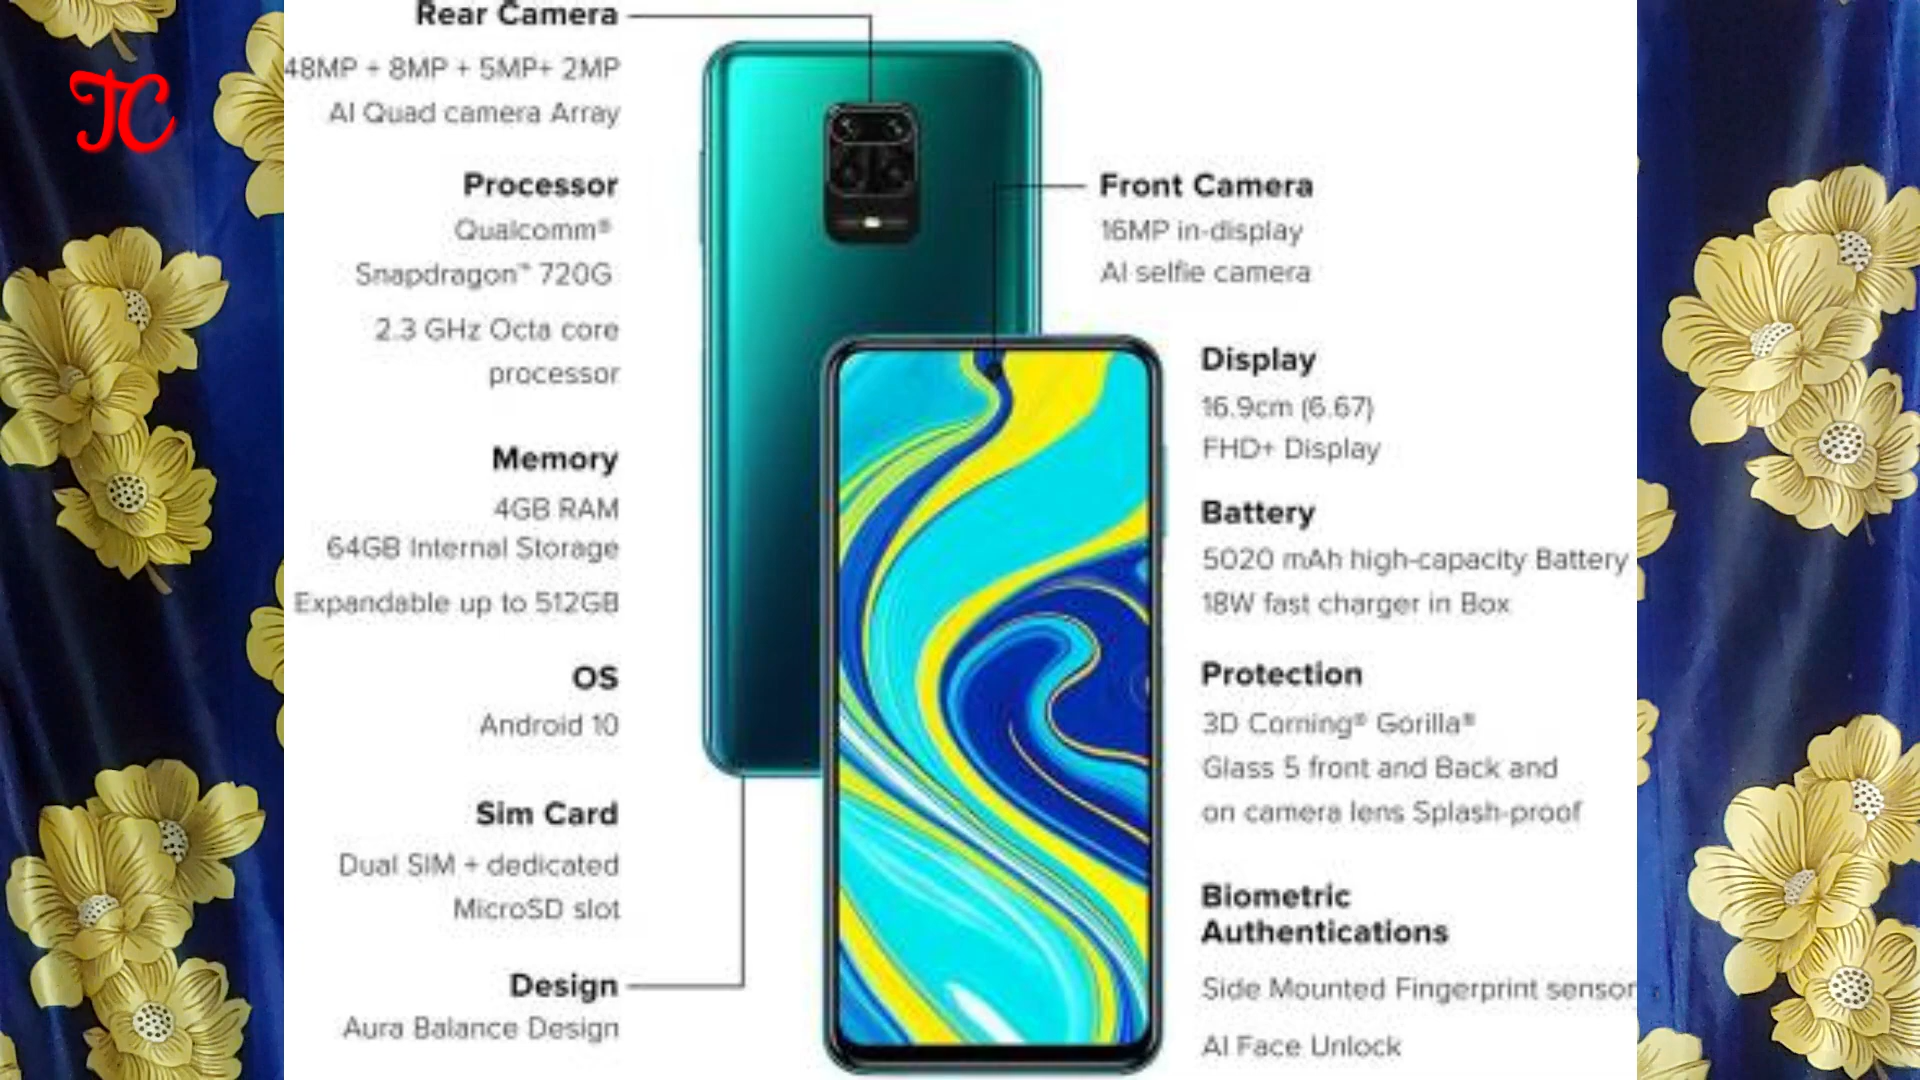 JC
Rear Camera
48MP + 8MP + 5MP+ 2MP
AI Quad camera Array
Processor
Qualcomm®
Snapdragon™ 720G
2.3 GHz Octa core
processor
Memory
4GB RAM
64GB Internal Storage
Expandable up to 512GB
OS
Android 10
Sim Card
Dual SIM + dedicated
MicroSD slot
Design
Aura Balance Design
Front Camera
16MP in-display
AI selfie camera
Display
16.9cm (6.67)
FHD+ Display
Battery
5020 mAh high-capacity Battery
18W fast charger in Box
Protection
3D Corning® Gorilla®
Glass 5 front and Back and
on camera lens Splash-proof
Biometric
Authentications
Side Mounted Fingerprint sensor
AI Face Unlock